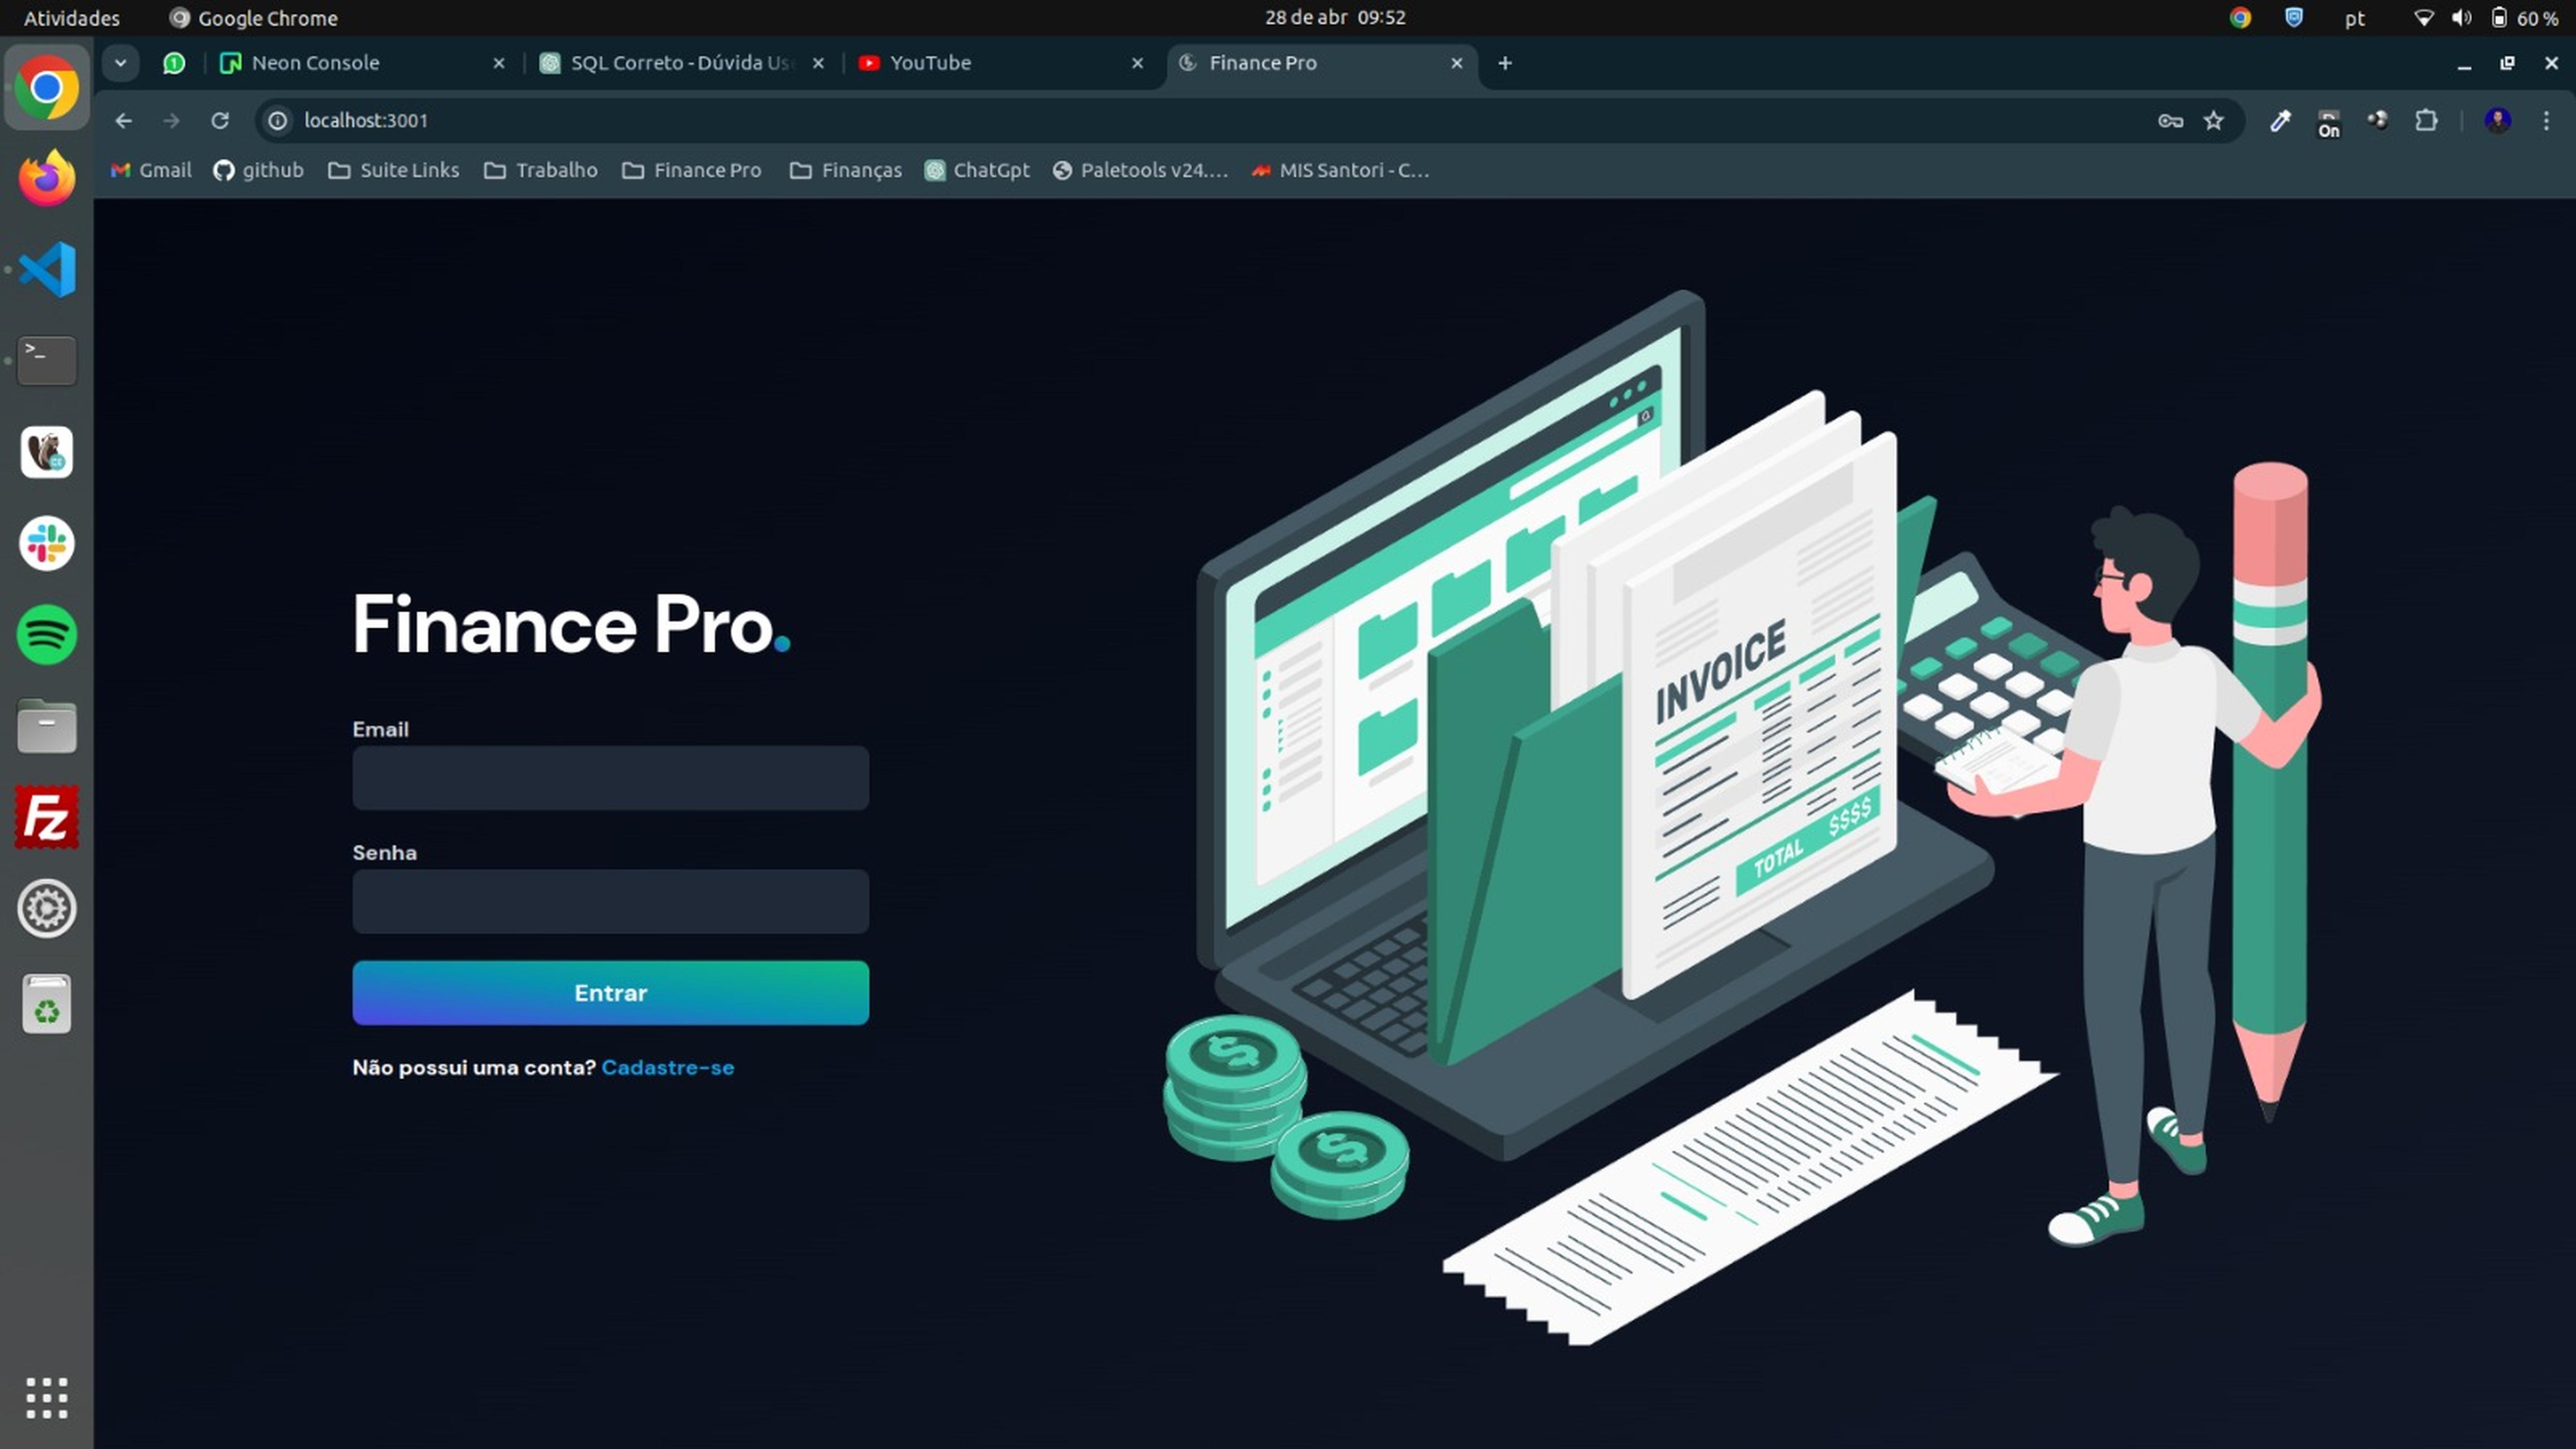 Atividades Google Chrome 28 de abr 09:52 pt 60 %
Neon Console SQL Correto - Dúvida Us YouTube Finance Pro
localhost:3001 On
Gmail github Suite Links Trabalho Finance Pro Finanças ChatGpt Paletools v24.... MIS Santori - C...
Finance Pro.
Email
Senha
Entrar
Não possui uma conta? Cadastre-se
INVOICE
TOTAL $$$$